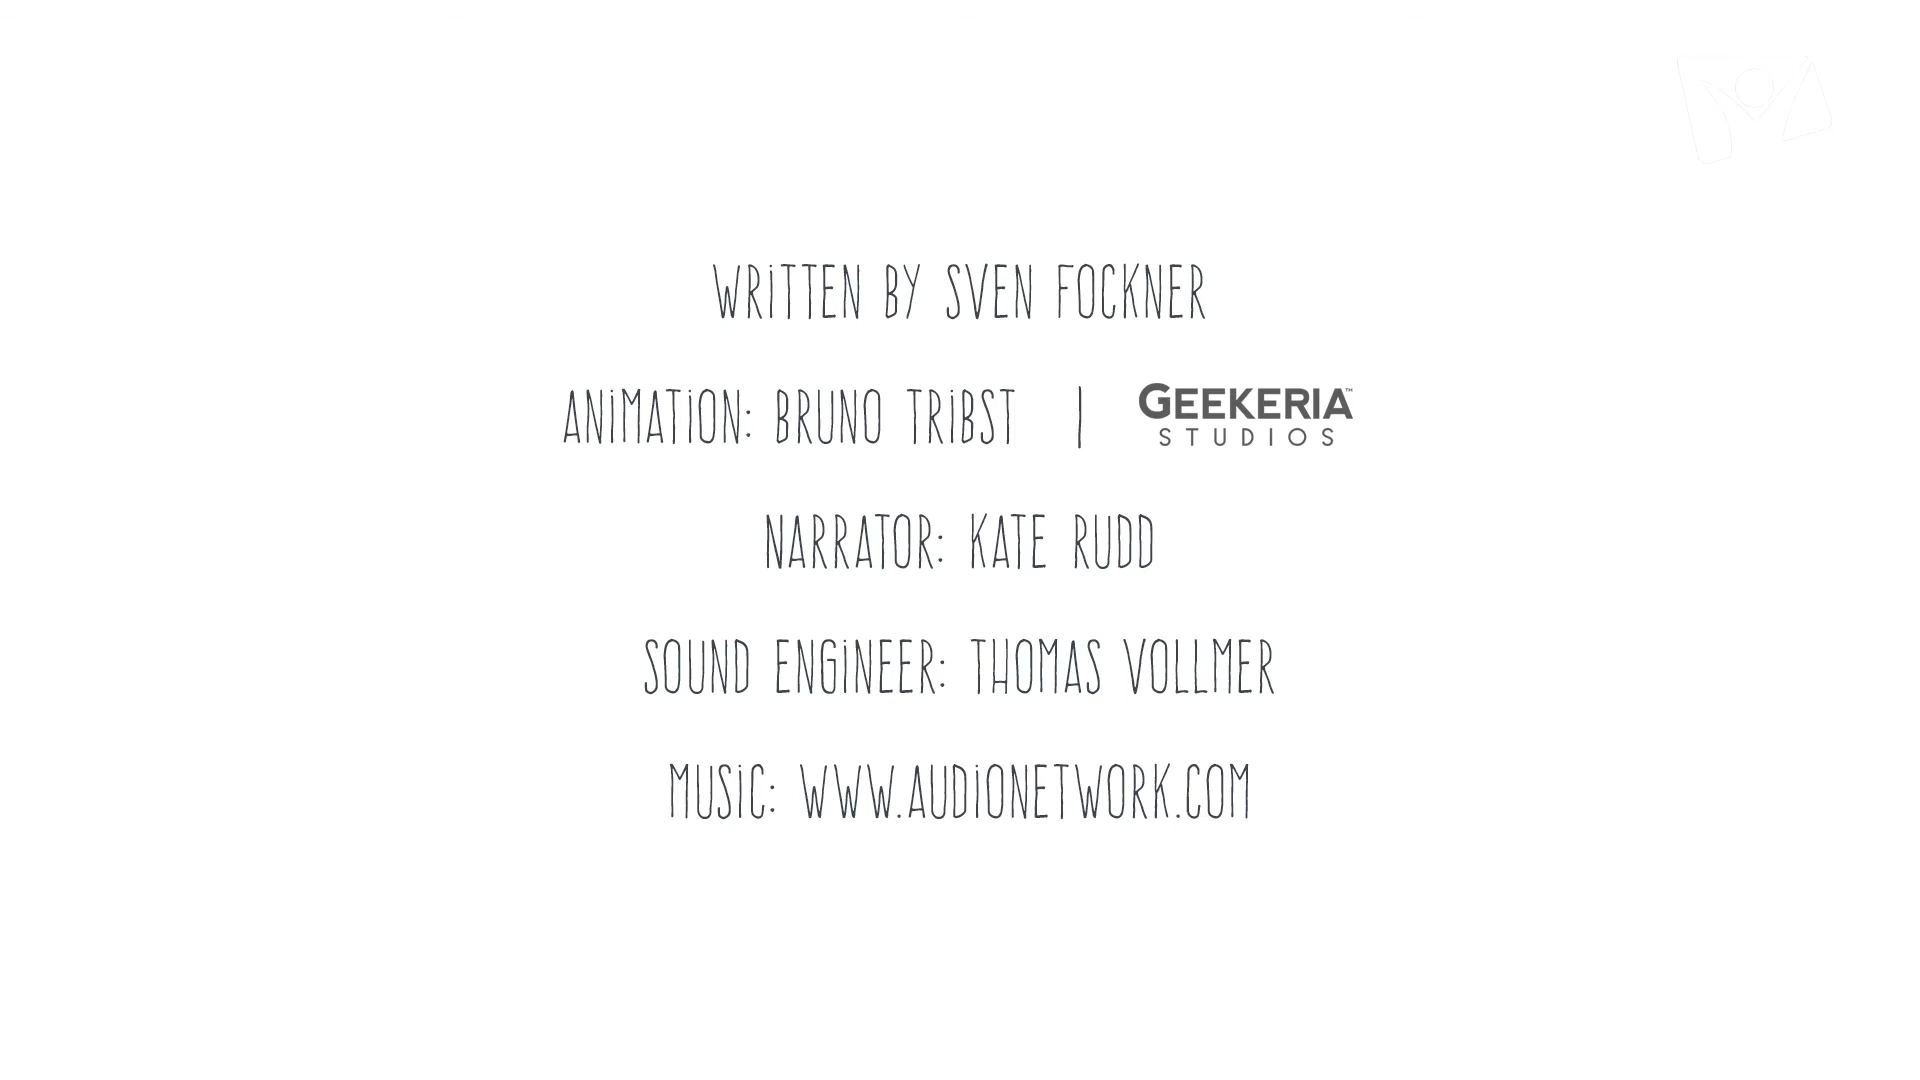 WRiTTEN BY SVEN FOCKNER
ANiMATiON: BRUNO TRiBST | GEEKERIA™ STUDIOS
NARRATOR: KATE RUDD
SOUND ENGiNEER: THOMAS VOLLMER
MUSiC: WWW.AUDiONETWORK.COM